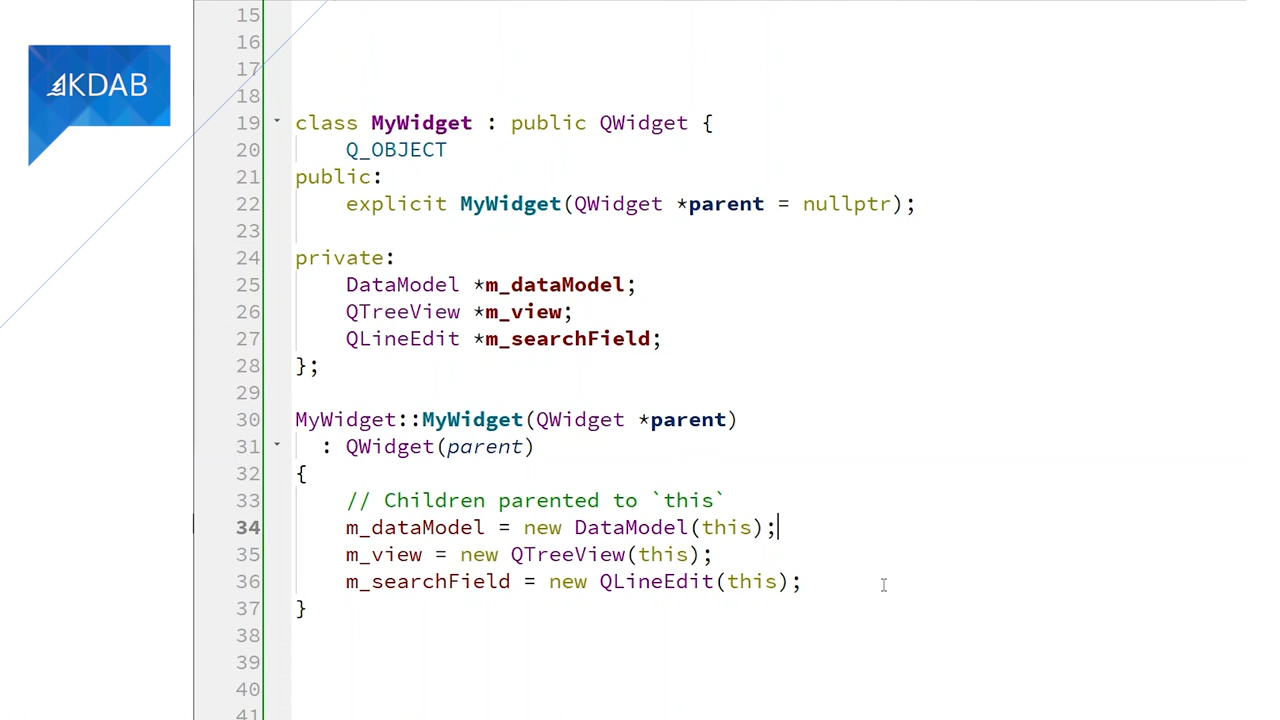 KDAB
15
16
17
18
19 class MyWidget : public QWidget {
20 Q_OBJECT
21 public:
22 explicit MyWidget(QWidget *parent = nullptr);
23
24 private:
25 DataModel *m_dataModel;
26 QTreeView *m_view;
27 QLineEdit *m_searchField;
28 };
29
30 MyWidget::MyWidget(QWidget *parent)
31 : QWidget(parent)
32 {
33 // Children parented to `this`
34 m_dataModel = new DataModel(this);
35 m_view = new QTreeView(this);
36 m_searchField = new QLineEdit(this);
37 }
38
39
40
41